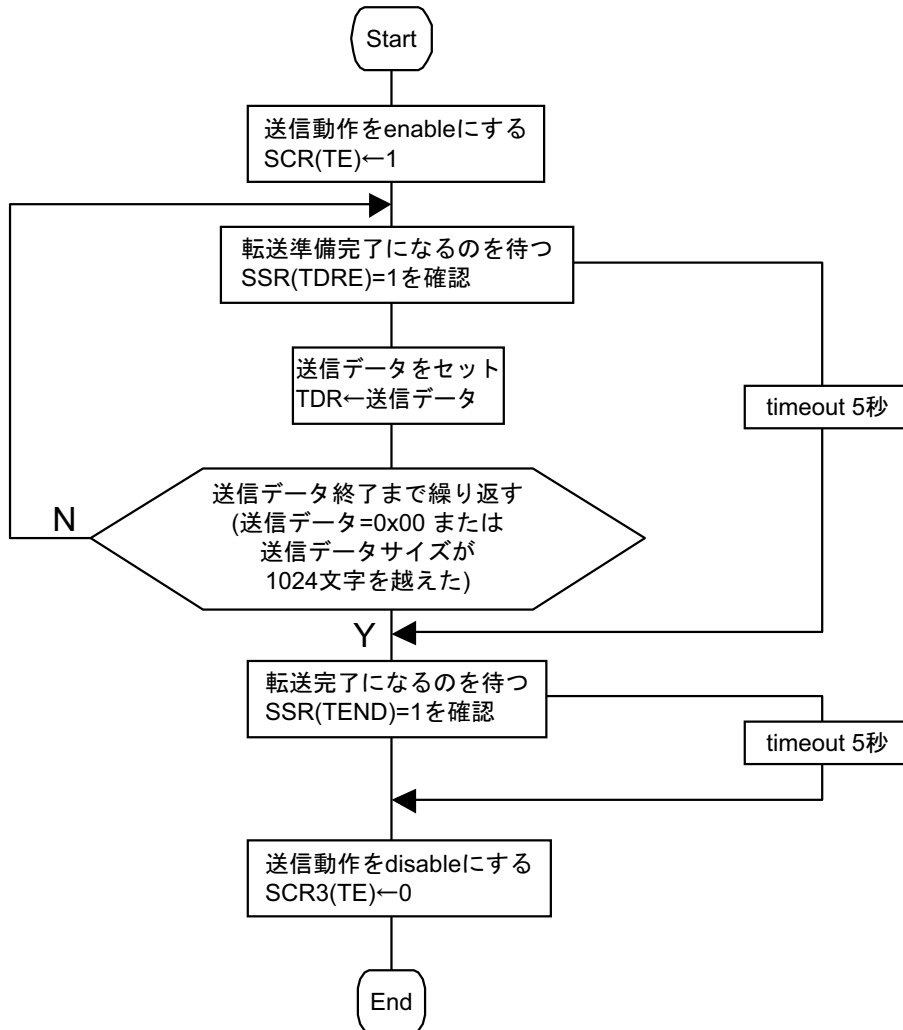 Start
送信動作をenableにする
SCR(TE)←1
転送準備完了になるのを待つ
SSR(TDRE)=1を確認
送信データをセット
TDR←送信データ
timeout 5秒
送信データ終了まで繰り返す
(送信データ=0x00 または
送信データサイズが
1024文字を越えた)
N
Y
転送完了になるのを待つ
SSR(TEND)=1を確認
timeout 5秒
送信動作をdisableにする
SCR3(TE)←0
End